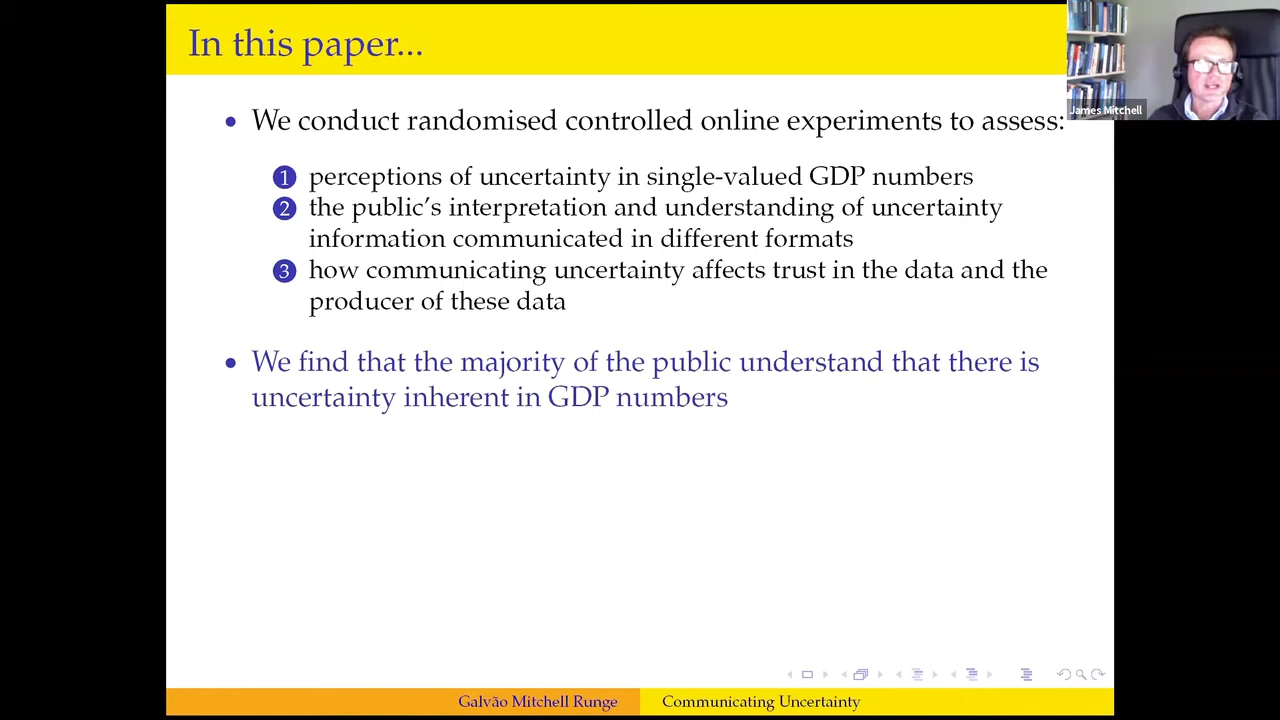 In this paper...
James Mitchell
• We conduct randomised controlled online experiments to assess:
1 perceptions of uncertainty in single-valued GDP numbers
2 the public's interpretation and understanding of uncertainty
information communicated in different formats
3 how communicating uncertainty affects trust in the data and the
producer of these data
• We find that the majority of the public understand that there is
uncertainty inherent in GDP numbers
Galvão Mitchell Runge
Communicating Uncertainty